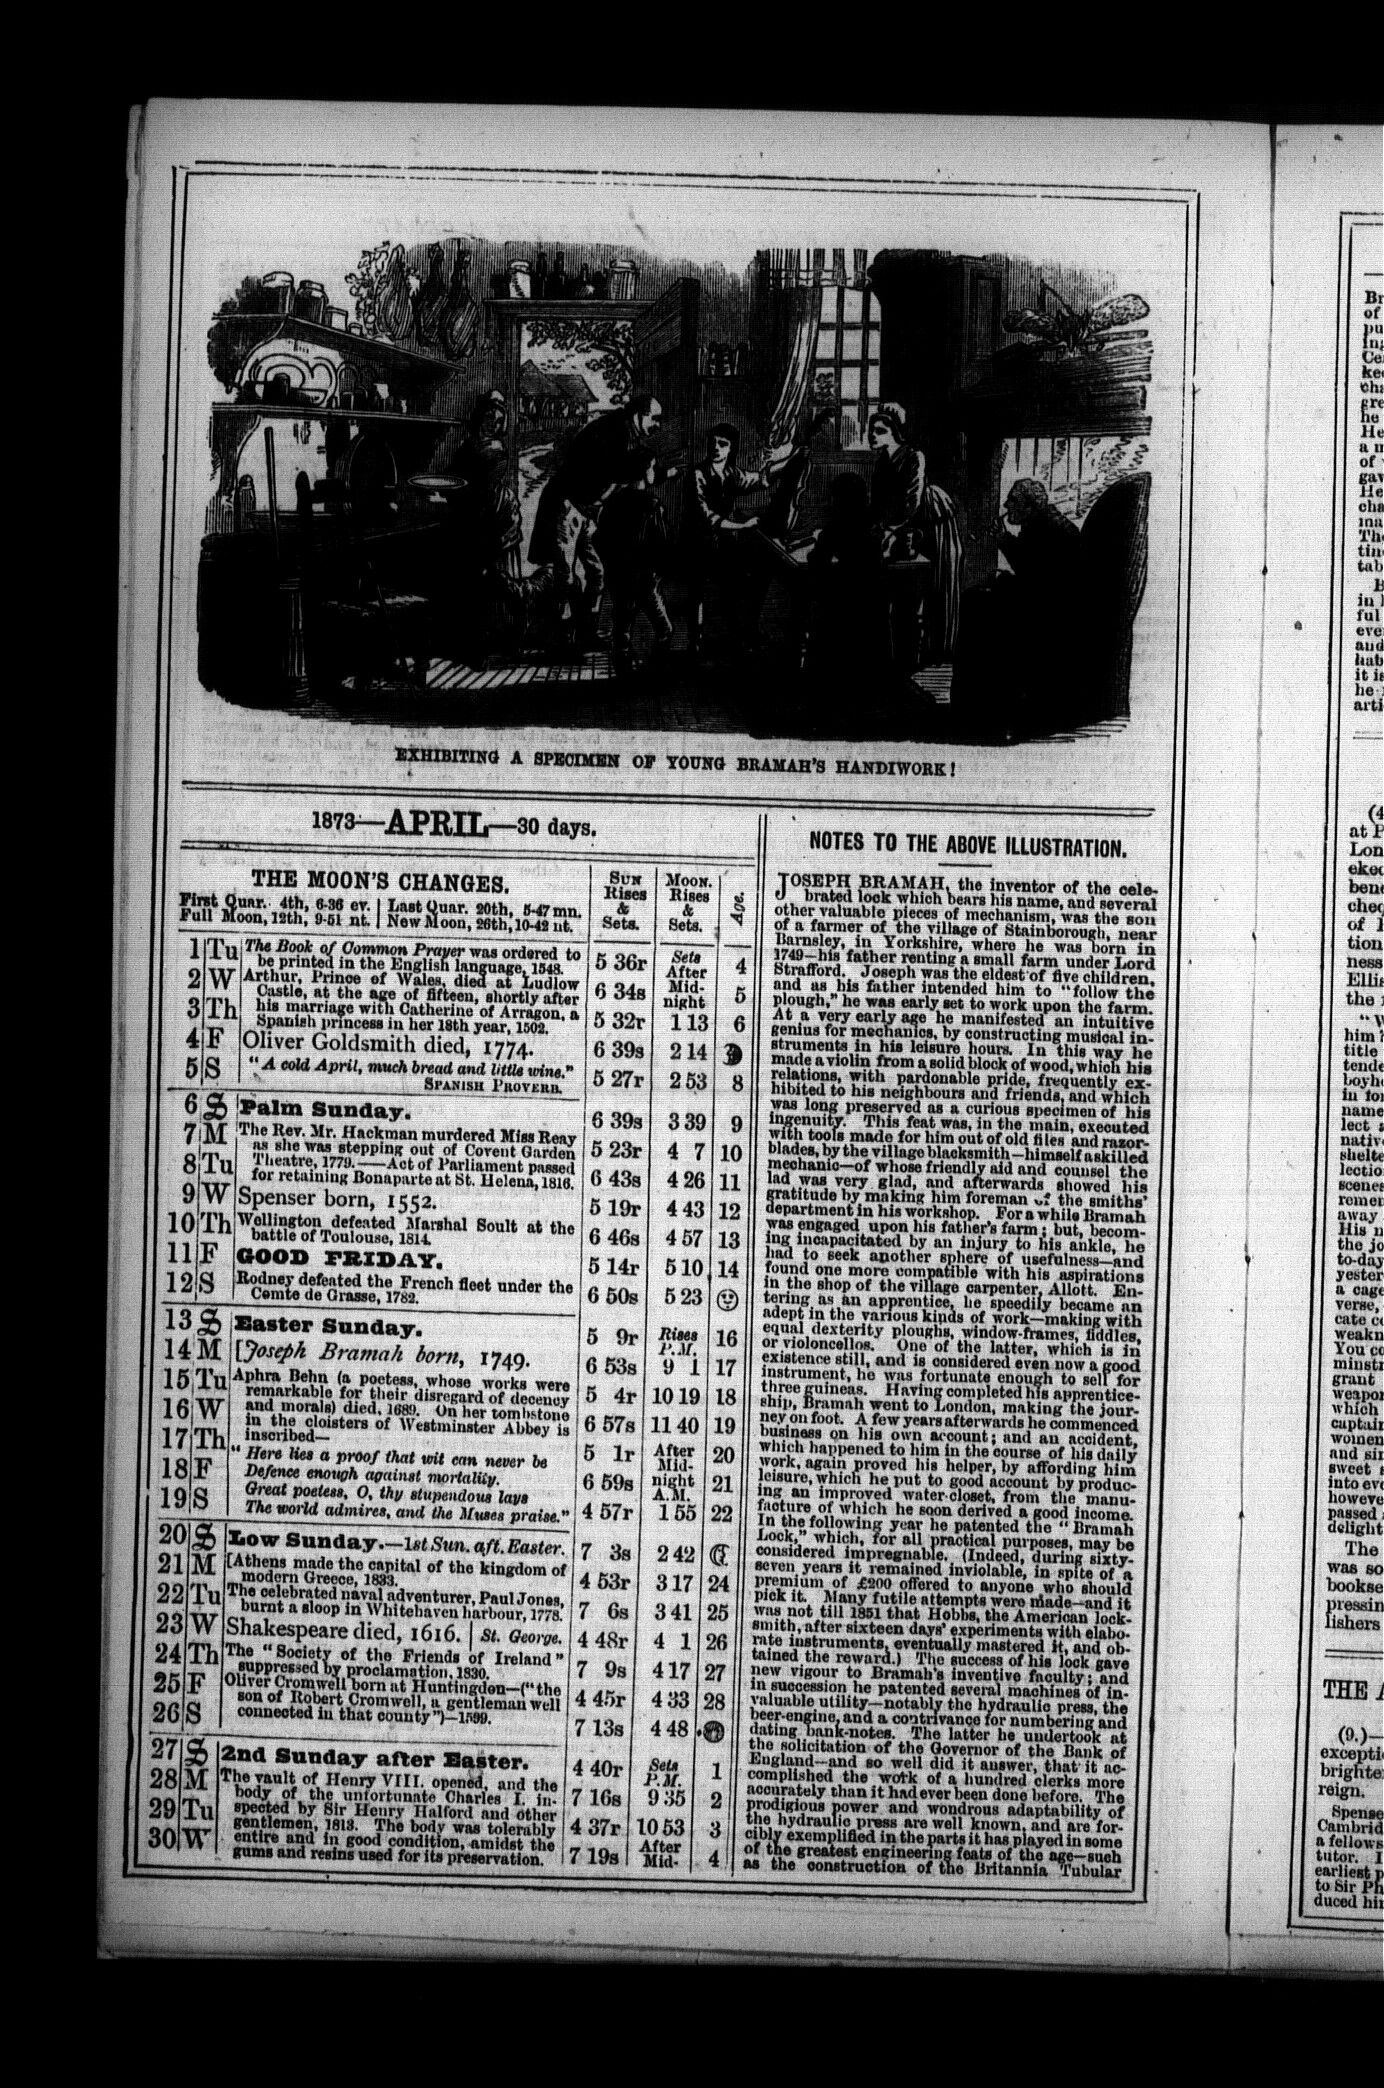 EXHIBITING A SPECIMEN OF YOUNG BRAMAH'S HANDIWORK!
1873—APRIL—30 days.
THE MOON'S CHANGES.
First Quar. 4th, 6-36 ev. | Last Quar. 20th, 5-47 mn.
Full Moon, 12th, 9-51 nt. | New Moon, 26th, 10-42 nt.
SUN Rises & Sets.
MOON. Rises & Sets.
Age.
1 Tu The Book of Common Prayer was ordered to
be printed in the English language, 1548.
5 36r Sets After 4
2 W Arthur, Prince of Wales, died at Ludlow
Castle, at the age of fifteen, shortly after
6 34s Mid- night 5
3 Th his marriage with Catherine of Arragon, a
Spanish princess in her 18th year, 1502.
5 32r 1 13 6
4 F Oliver Goldsmith died, 1774.
6 39s 2 14
5 S "A cold April, much bread and little wine."
SPANISH PROVERB.
5 27r 2 53 8
6 S Palm Sunday.
6 39s 3 39 9
7 M The Rev. Mr. Hackman murdered Miss Reay
as she was stepping out of Covent Garden
5 23r 4 7 10
8 Tu Theatre, 1779.—Act of Parliament passed
for retaining Bonaparte at St. Helena, 1816.
6 43s 4 26 11
9 W Spenser born, 1552.
5 19r 4 43 12
10 Th Wellington defeated Marshal Soult at the
battle of Toulouse, 1814.
6 46s 4 57 13
11 F GOOD FRIDAY.
5 14r 5 10 14
12 S Rodney defeated the French fleet under the
Comte de Grasse, 1782.
6 50s 5 23
13 S Easter Sunday.
5 9r Rises P.M. 16
14 M [Joseph Bramah born, 1749.
6 53s 9 1 17
15 Tu Aphra Behn (a poetess, whose works were
remarkable for their disregard of decency
5 4r 10 19 18
16 W and morals) died, 1689. On her tombstone
in the cloisters of Westminster Abbey is
6 57s 11 40 19
17 Th inscribed—
"Here lies a proof that wit can never be
5 1r After Mid- 20
18 F Defence enough against mortality.
6 59s night A.M. 21
19 S Great poetess, O, thy stupendous lays
The world admires, and the Muses praise."
4 57r 1 55 22
20 S Low Sunday.—1st Sun. aft. Easter.
7 3s 2 42
21 M [Athens made the capital of the kingdom of
modern Greece, 1833.
4 53r 3 17 24
22 Tu The celebrated naval adventurer, Paul Jones,
burnt a sloop in Whitehaven harbour, 1778.
7 6s 3 41 25
23 W Shakespeare died, 1616. | St. George.
4 48r 4 1 26
24 Th The "Society of the Friends of Ireland"
suppressed by proclamation, 1830.
7 9s 4 17 27
25 F Oliver Cromwell born at Huntingdon—("the
son of Robert Cromwell, a gentleman well
4 45r 4 33 28
26 S connected in that county")—1599.
7 13s 4 48
27 S 2nd Sunday after Easter.
4 40r Sets P.M. 1
28 M The vault of Henry VIII. opened, and the
body of the unfortunate Charles I. in-
7 16s 9 35 2
29 Tu spected by Sir Henry Halford and other
gentlemen, 1813. The body was tolerably
4 37r 10 53 3
30 W entire and in good condition, amidst the
gums and resins used for its preservation.
7 19s After Mid- 4
NOTES TO THE ABOVE ILLUSTRATION.
JOSEPH BRAMAH, the inventor of the cele-
brated lock which bears his name, and several
other valuable pieces of mechanism, was the son
of a farmer of the village of Stainborough, near
Barnsley, in Yorkshire, where he was born in
1749—his father renting a small farm under Lord
Strafford. Joseph was the eldest of five children,
and as his father intended him to "follow the
plough," he was early set to work upon the farm.
At a very early age he manifested an intuitive
genius for mechanics, by constructing musical in-
struments in his leisure hours. In this way he
made a violin from a solid block of wood, which his
relations, with pardonable pride, frequently ex-
hibited to his neighbours and friends, and which
was long preserved as a curious specimen of his
ingenuity. This feat was, in the main, executed
with tools made for him out of old files and razor-
blades, by the village blacksmith—himself a skilled
mechanic—of whose friendly aid and counsel the
lad was very glad, and afterwards showed his
gratitude by making him foreman of the smiths'
department in his workshop. For a while Bramah
was engaged upon his father's farm; but, becom-
ing incapacitated by an injury to his ankle, he
had to seek another sphere of usefulness—and
found one more compatible with his aspirations
in the shop of the village carpenter, Allott. En-
tering as an apprentice, he speedily became an
adept in the various kinds of work—making with
equal dexterity ploughs, window-frames, fiddles,
or violoncellos. One of the latter, which is in
existence still, and is considered even now a good
instrument, he was fortunate enough to sell for
three guineas. Having completed his apprentice-
ship, Bramah went to London, making the jour-
ney on foot. A few years afterwards he commenced
business on his own account; and an accident,
which happened to him in the course of his daily
work, again proved his helper, by affording him
leisure, which he put to good account by produc-
ing an improved water-closet, from the manu-
facture of which he soon derived a good income.
In the following year he patented the "Bramah
Lock," which, for all practical purposes, may be
considered impregnable. (Indeed, during sixty-
seven years it remained inviolable, in spite of a
premium of £200 offered to anyone who should
pick it. Many futile attempts were made—and it
was not till 1851 that Hobbs, the American lock-
smith, after sixteen days' experiments with elabo-
rate instruments, eventually mastered it, and ob-
tained the reward.) The success of his lock gave
new vigour to Bramah's inventive faculty; and
in succession he patented several machines of in-
valuable utility—notably the hydraulic press, the
beer-engine, and a contrivance for numbering and
dating bank-notes. The latter he undertook at
the solicitation of the Governor of the Bank of
England—and so well did it answer, that it ac-
complished the work of a hundred clerks more
accurately than it had ever been done before. The
prodigious power and wondrous adaptability of
the hydraulic press are well known, and are for-
cibly exemplified in the parts it has played in some
of the greatest engineering feats of the age—such
as the construction of the Britannia Tubular